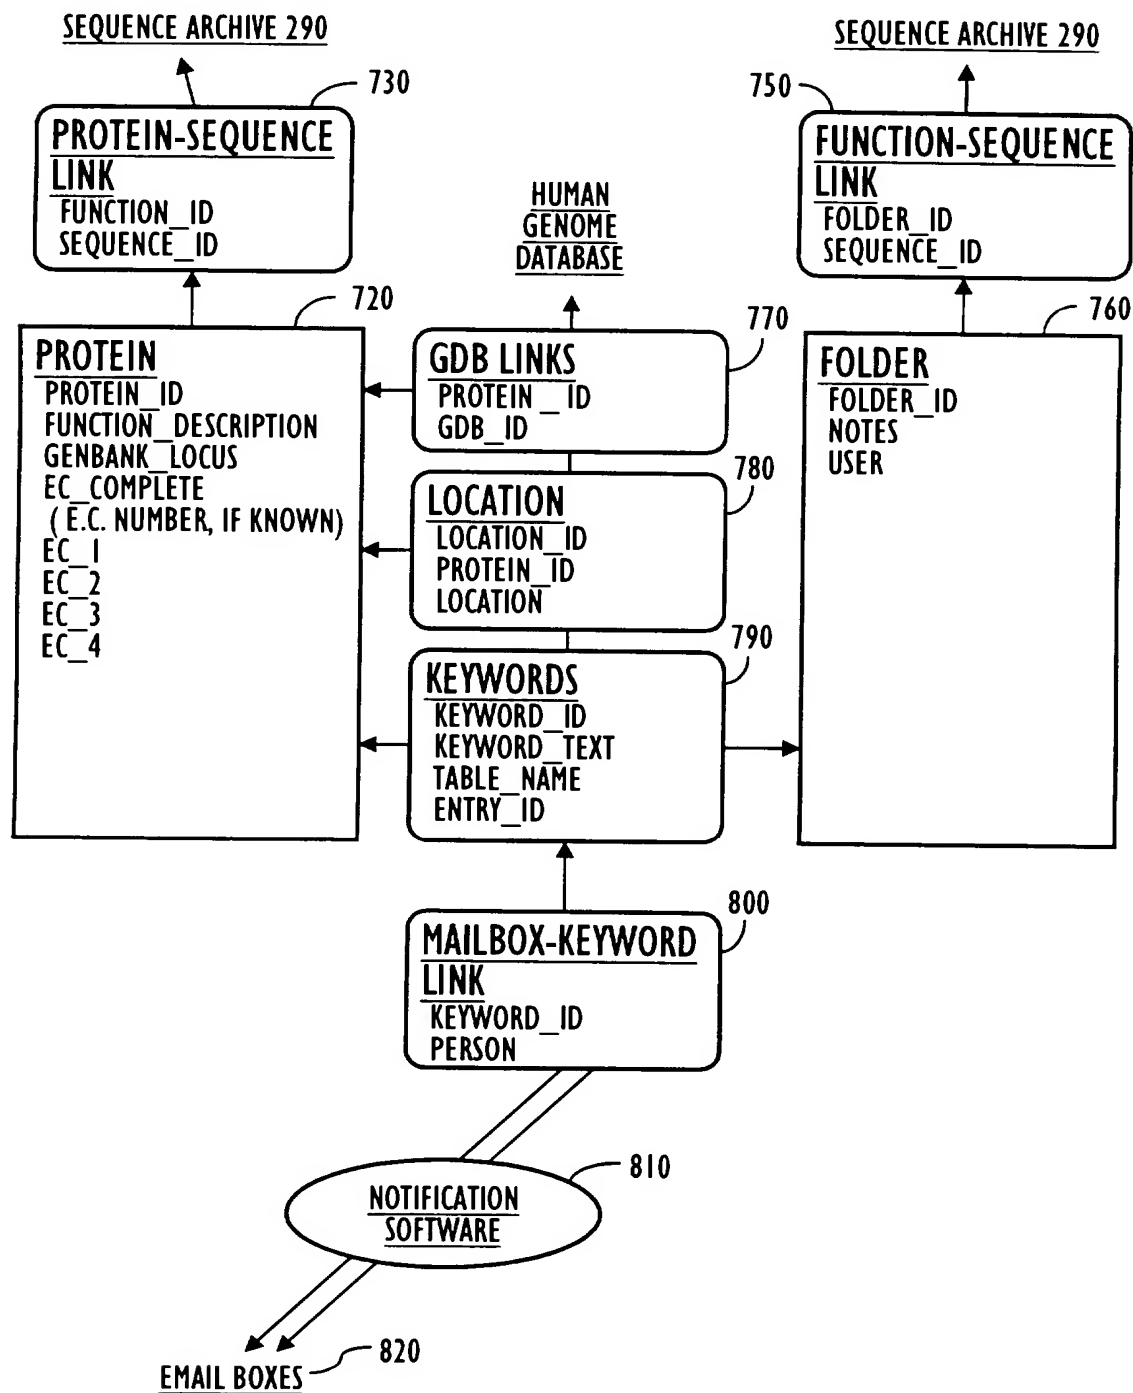 SEQUENCE ARCHIVE 290
730
PROTEIN-SEQUENCE
LINK
FUNCTION_ID
SEQUENCE_ID
SEQUENCE ARCHIVE 290
750
FUNCTION-SEQUENCE
LINK
FOLDER_ID
SEQUENCE_ID
HUMAN
GENOME
DATABASE
720
PROTEIN
PROTEIN_ID
FUNCTION_DESCRIPTION
GENBANK_LOCUS
EC_COMPLETE
( E.C. NUMBER, IF KNOWN)
EC_1
EC_2
EC_3
EC_4
770
GDB LINKS
PROTEIN_ID
GDB_ID
780
LOCATION
LOCATION_ID
PROTEIN_ID
LOCATION
790
KEYWORDS
KEYWORD_ID
KEYWORD_TEXT
TABLE_NAME
ENTRY_ID
760
FOLDER
FOLDER_ID
NOTES
USER
800
MAILBOX-KEYWORD
LINK
KEYWORD_ID
PERSON
810
NOTIFICATION
SOFTWARE
EMAIL BOXES
820